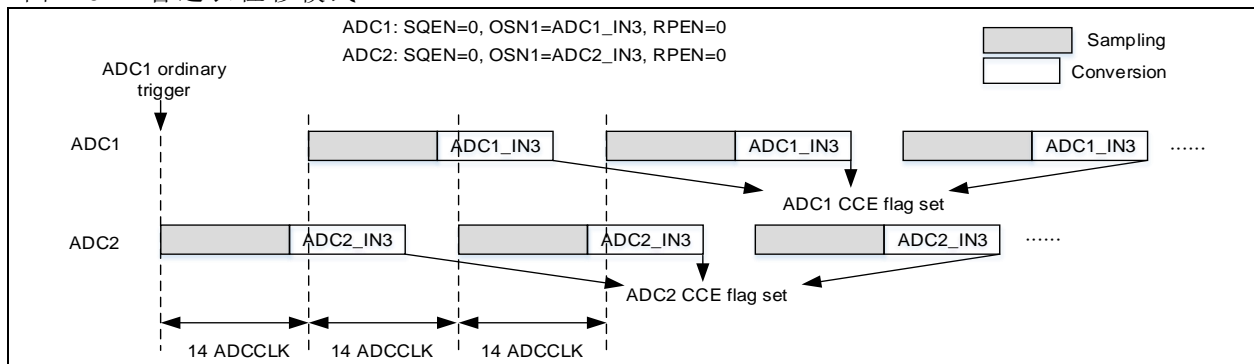 ADC1: SQEN=0, OSN1=ADC1_IN3, RPEN=0
ADC2: SQEN=0, OSN1=ADC2_IN3, RPEN=0
Sampling
Conversion
ADC1 ordinary
trigger
ADC1
ADC1_IN3
ADC1_IN3
ADC1_IN3
······
ADC1 CCE flag set
ADC2
ADC2_IN3
ADC2_IN3
ADC2_IN3
······
ADC2 CCE flag set
14 ADCCLK
14 ADCCLK
14 ADCCLK